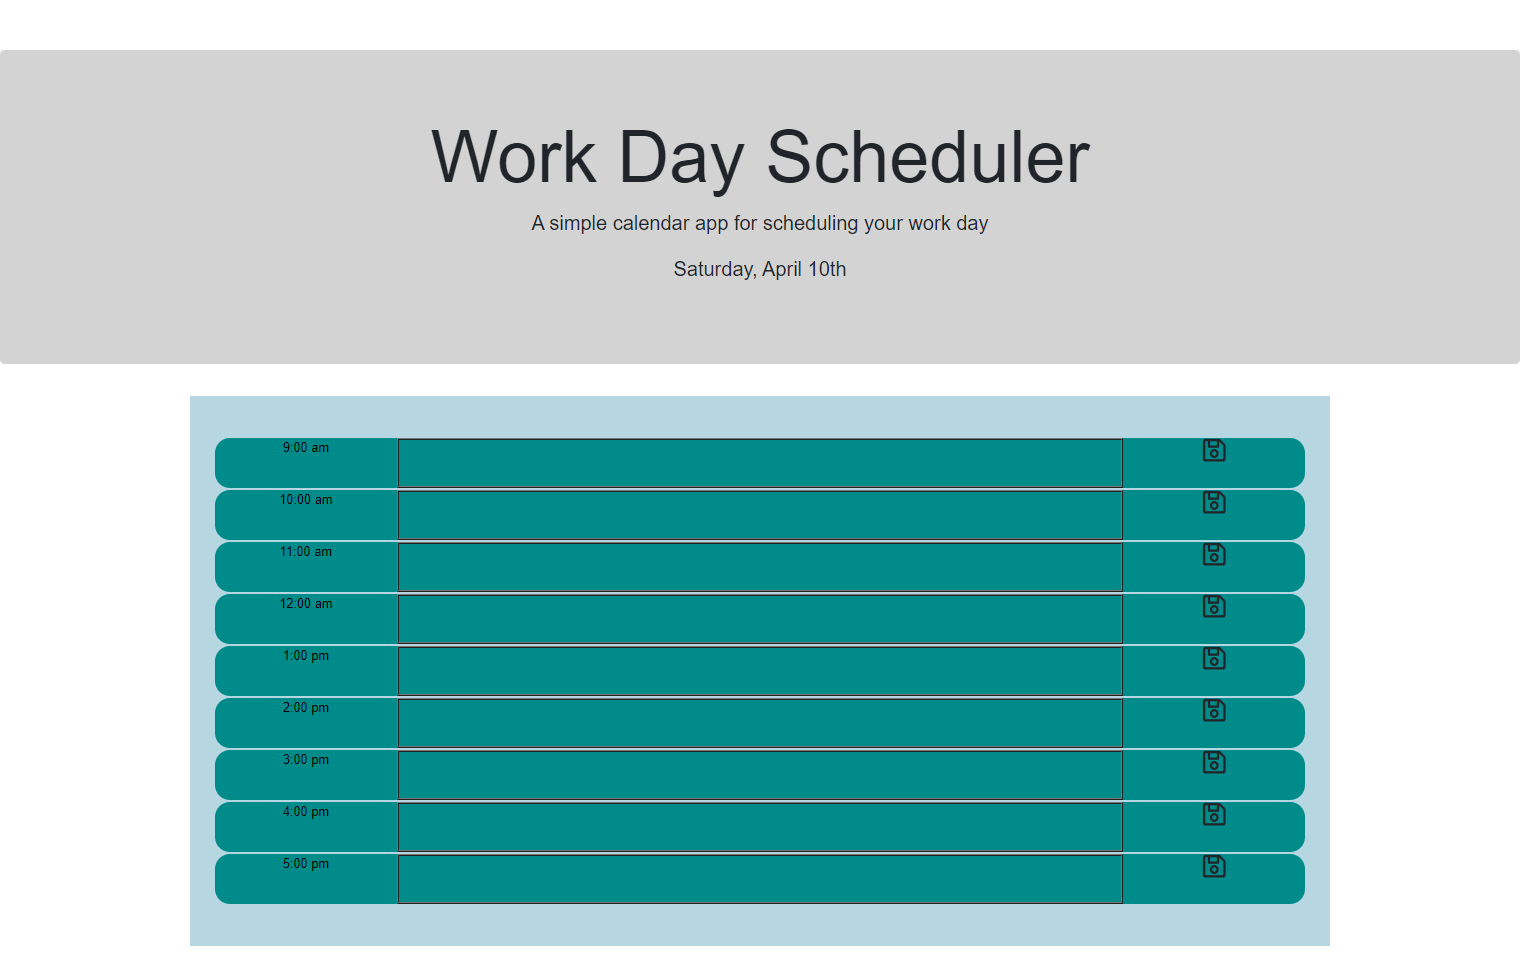 Work Day Scheduler
A simple calendar app for scheduling your work day
Saturday, April 10th
9:00 am
10:00 am
11:00 am
12:00 am
1:00 pm
2:00 pm
3:00 pm
4:00 pm
5:00 pm